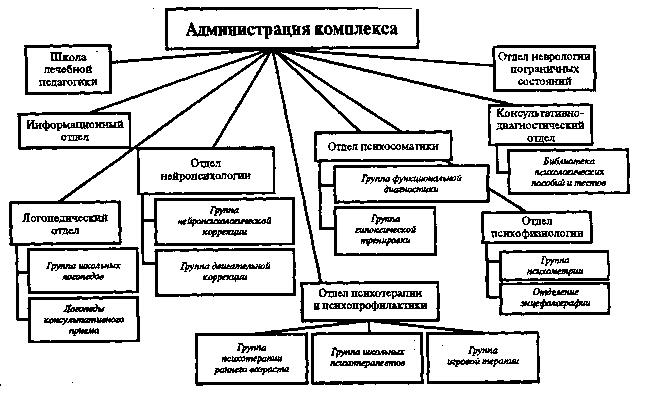 Администрация комплекса
Школа
лечебной
педагогики
Отдел неврологии
пограничных
состояний
Информационный
отдел
Консультативно-
диагностический
отдел
Библиотека
психологических
пособий и тестов
Отдел
нейропсихологии
Группа
нейропсихологической
коррекции
Группа двигательной
коррекции
Отдел психосоматики
Группа функциональной
диагностики
Группа
гипоксической
тренировки
Логопедический
отдел
Группа школьных
логопедов
Логопеды
консультативного
приема
Отдел
психофизиологии
Группа
психометрии
Отделение
энцефалографии
Отдел психотерапии
и психопрофилактики
Группа
психотерапии
раннего возраста
Группа школьных
психотерапевтов
Группа
игровой терапии